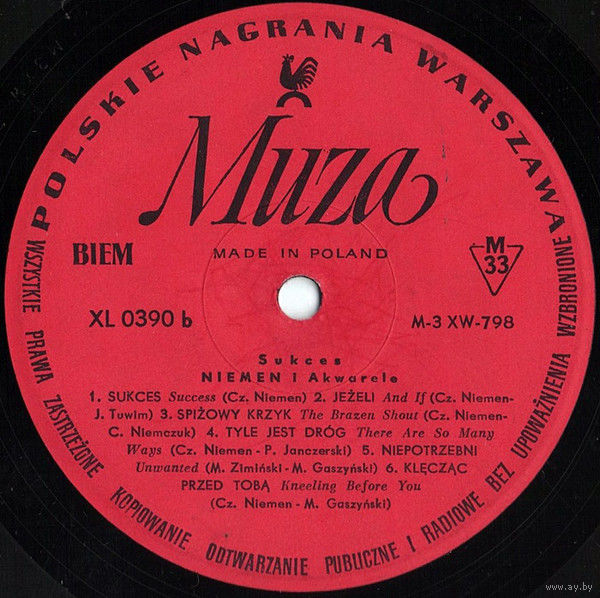 POLSKIE NAGRANIA WARSZAWA
Muza
MADE IN POLAND
BIEM
M
33
XL 0390 b
M-3 XW-798
Sukces
NIEMEN i Akwarele
1. SUKCES Success (Cz. Niemen) 2. JEŻELI And If (Cz. Niemen-
J. Tuwim) 3. SPIŻOWY KRZYK The Brazen Shout (Cz. Niemen-
C. Niemczuk) 4. TYLE JEST DRÓG There Are So Many
Ways (Cz. Niemen - P. Janczerski) 5. NIEPOTRZEBNI
Unwanted (M. Zimiński - M. Gaszyński) 6. KLĘCZĄC
PRZED TOBĄ Kneeling Before You
(Cz. Niemen - M. Gaszyński)
WSZYSTKIE PRAWA ZASTRZEŻONE KOPIOWANIE ODTWARZANIE PUBLICZNE I RADIOWE BEZ UPOWAŻNIENIA WZBRONIONE
www.ay.by